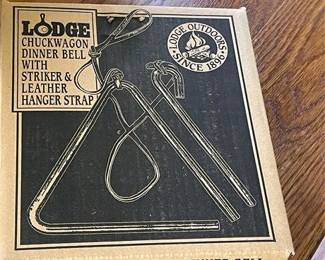 LODGE
CHUCKWAGON
DINNER BELL
WITH
STRIKER &
LEATHER
HANGER STRAP
LODGE OUTDOORS
SINCE 1896